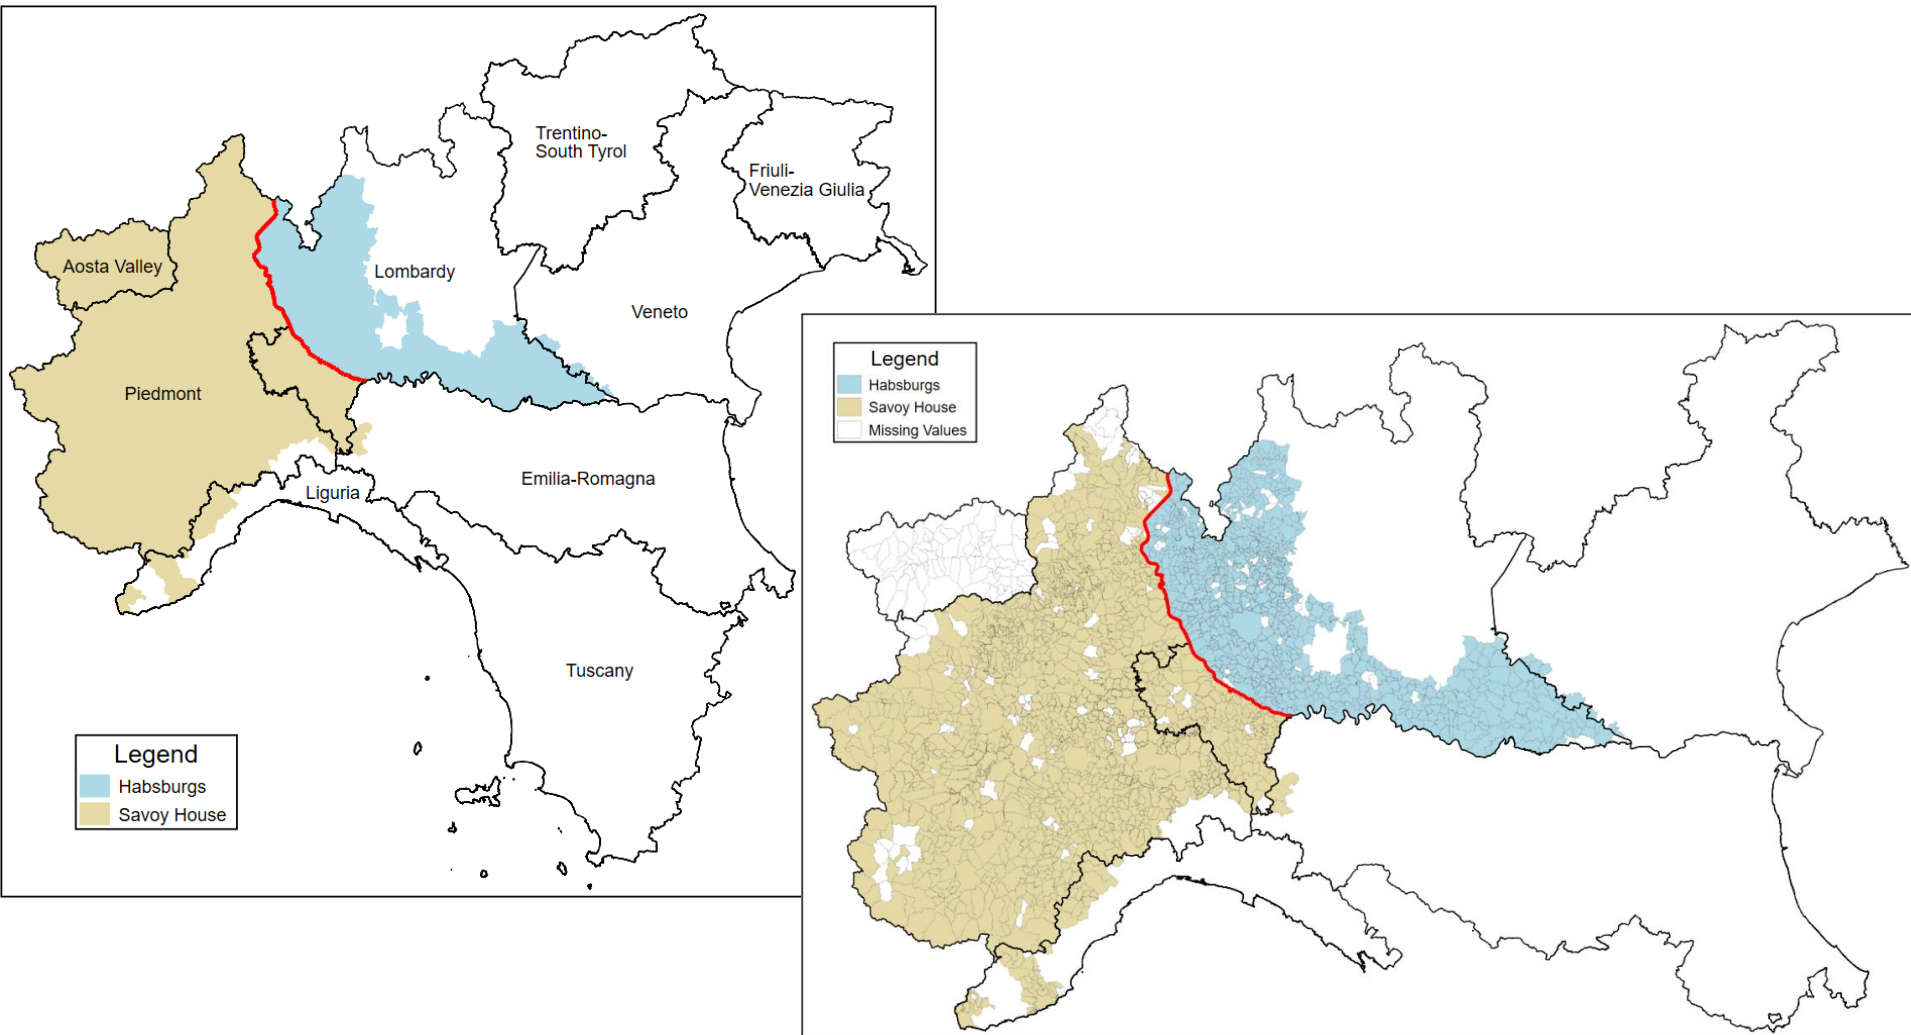 Trentino-
South Tyrol
Friuli-
Venezia Giulia
Aosta Valley
Lombardy
Veneto
Piedmont
Emilia-Romagna
Liguria
Tuscany
Legend
Habsburgs
Savoy House
Legend
Habsburgs
Savoy House
Missing Values